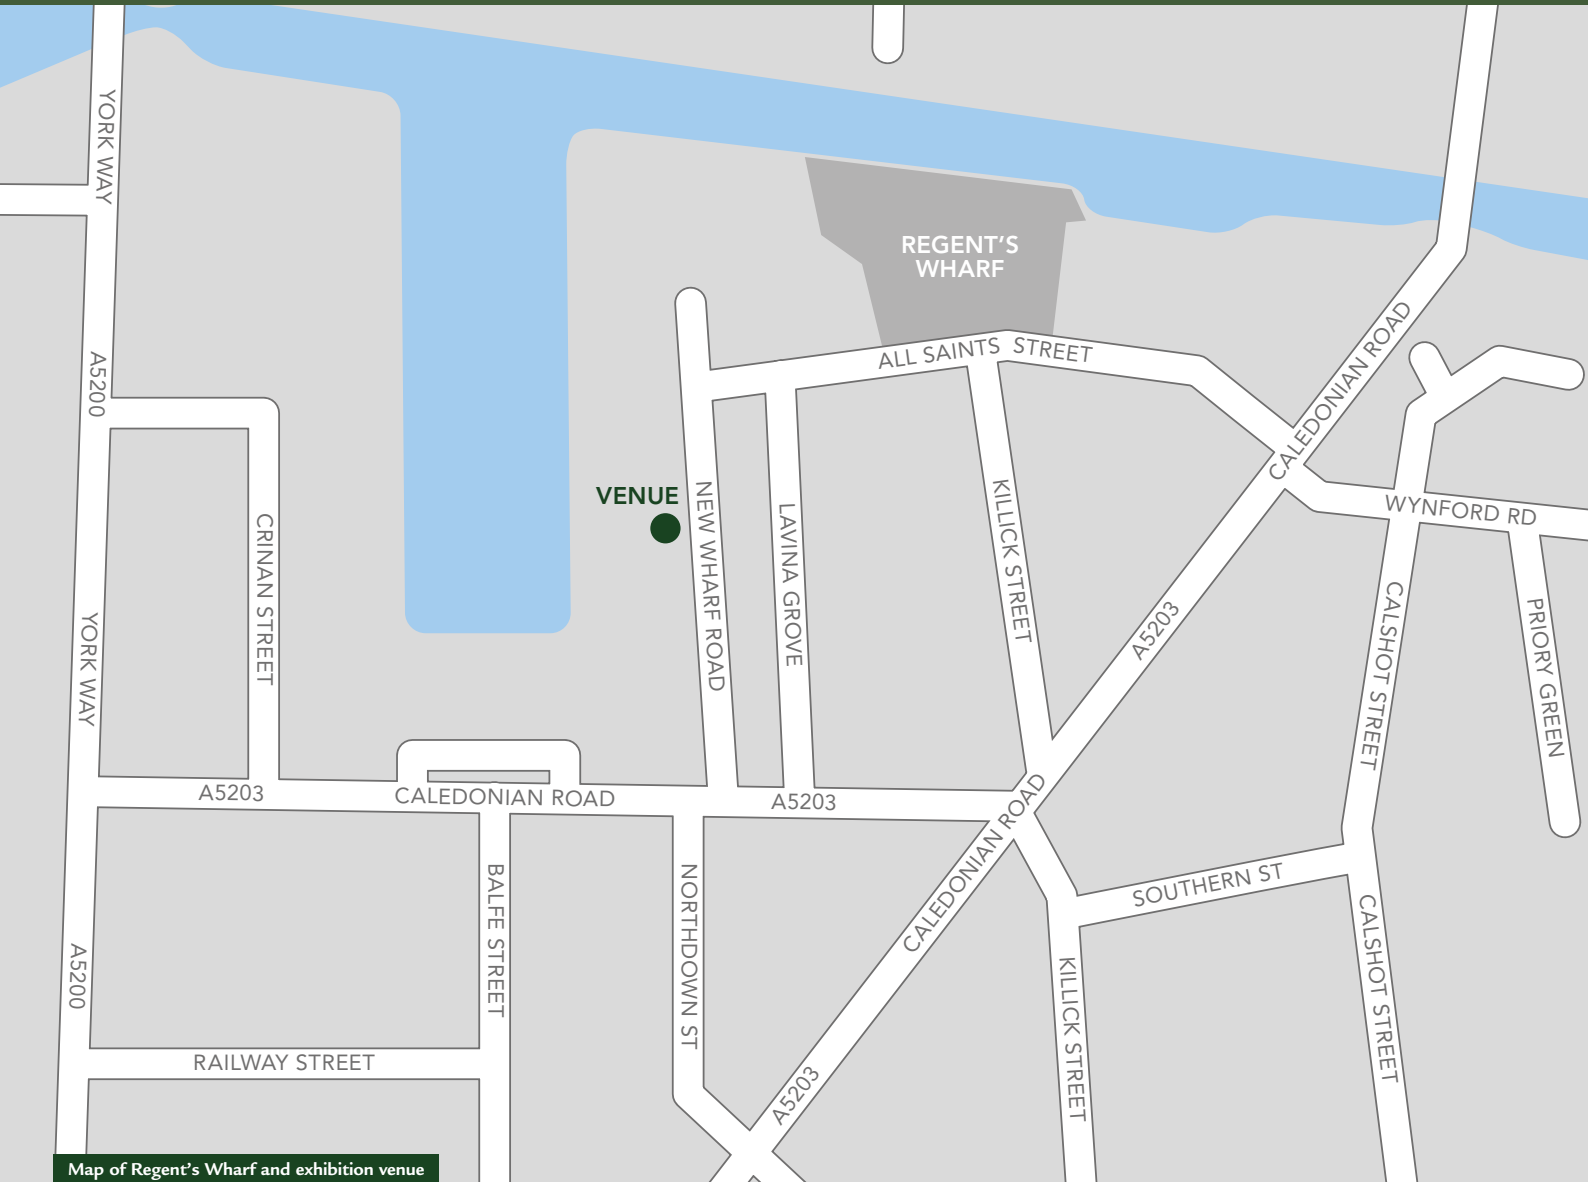 YORK WAY
REGENT'S
WHARF
ALL SAINTS STREET
CALEDONIAN ROAD
A5200
VENUE
NEW WHARF ROAD
LAVINA GROVE
KILLICK STREET
WYNFORD RD
CRINAN STREET
A5203
CALSHOT STREET
PRIORY GREEN
YORK WAY
A5203
CALEDONIAN ROAD
A5203
CALEDONIAN ROAD
SOUTHERN ST
BALFE STREET
NORTHDOWN ST
CALSHOT STREET
A5200
KILLICK STREET
RAILWAY STREET
A5203
Map of Regent's Wharf and exhibition venue